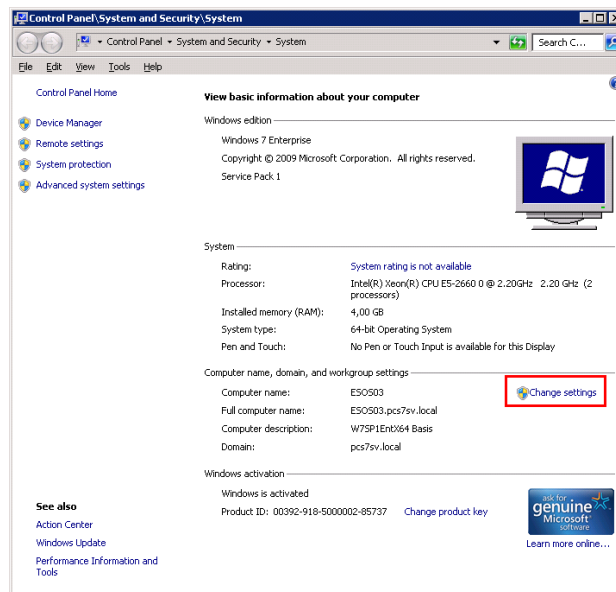 Control Panel\System and Security\System
Control Panel System and Security System Search C...
File Edit View Tools Help
Control Panel Home
Device Manager
Remote settings
System protection
Advanced system settings
View basic information about your computer
Windows edition
Windows 7 Enterprise
Copyright © 2009 Microsoft Corporation. All rights reserved.
Service Pack 1
System
Rating: System rating is not available
Processor: Intel(R) Xeon(R) CPU E5-2660 0 @ 2.20GHz 2.20 GHz (2
processors)
Installed memory (RAM): 4,00 GB
System type: 64-bit Operating System
Pen and Touch: No Pen or Touch Input is available for this Display
Computer name, domain, and workgroup settings
Computer name: ESOS03 Change settings
Full computer name: ESOS03.pcs7sv.local
Computer description: W7SP1EntX64 Basis
Domain: pcs7sv.local
Windows activation
Windows is activated
Product ID: 00392-918-5000002-85737 Change product key
ask for
genuine
Microsoft
software
Learn more online...
See also
Action Center
Windows Update
Performance Information and
Tools